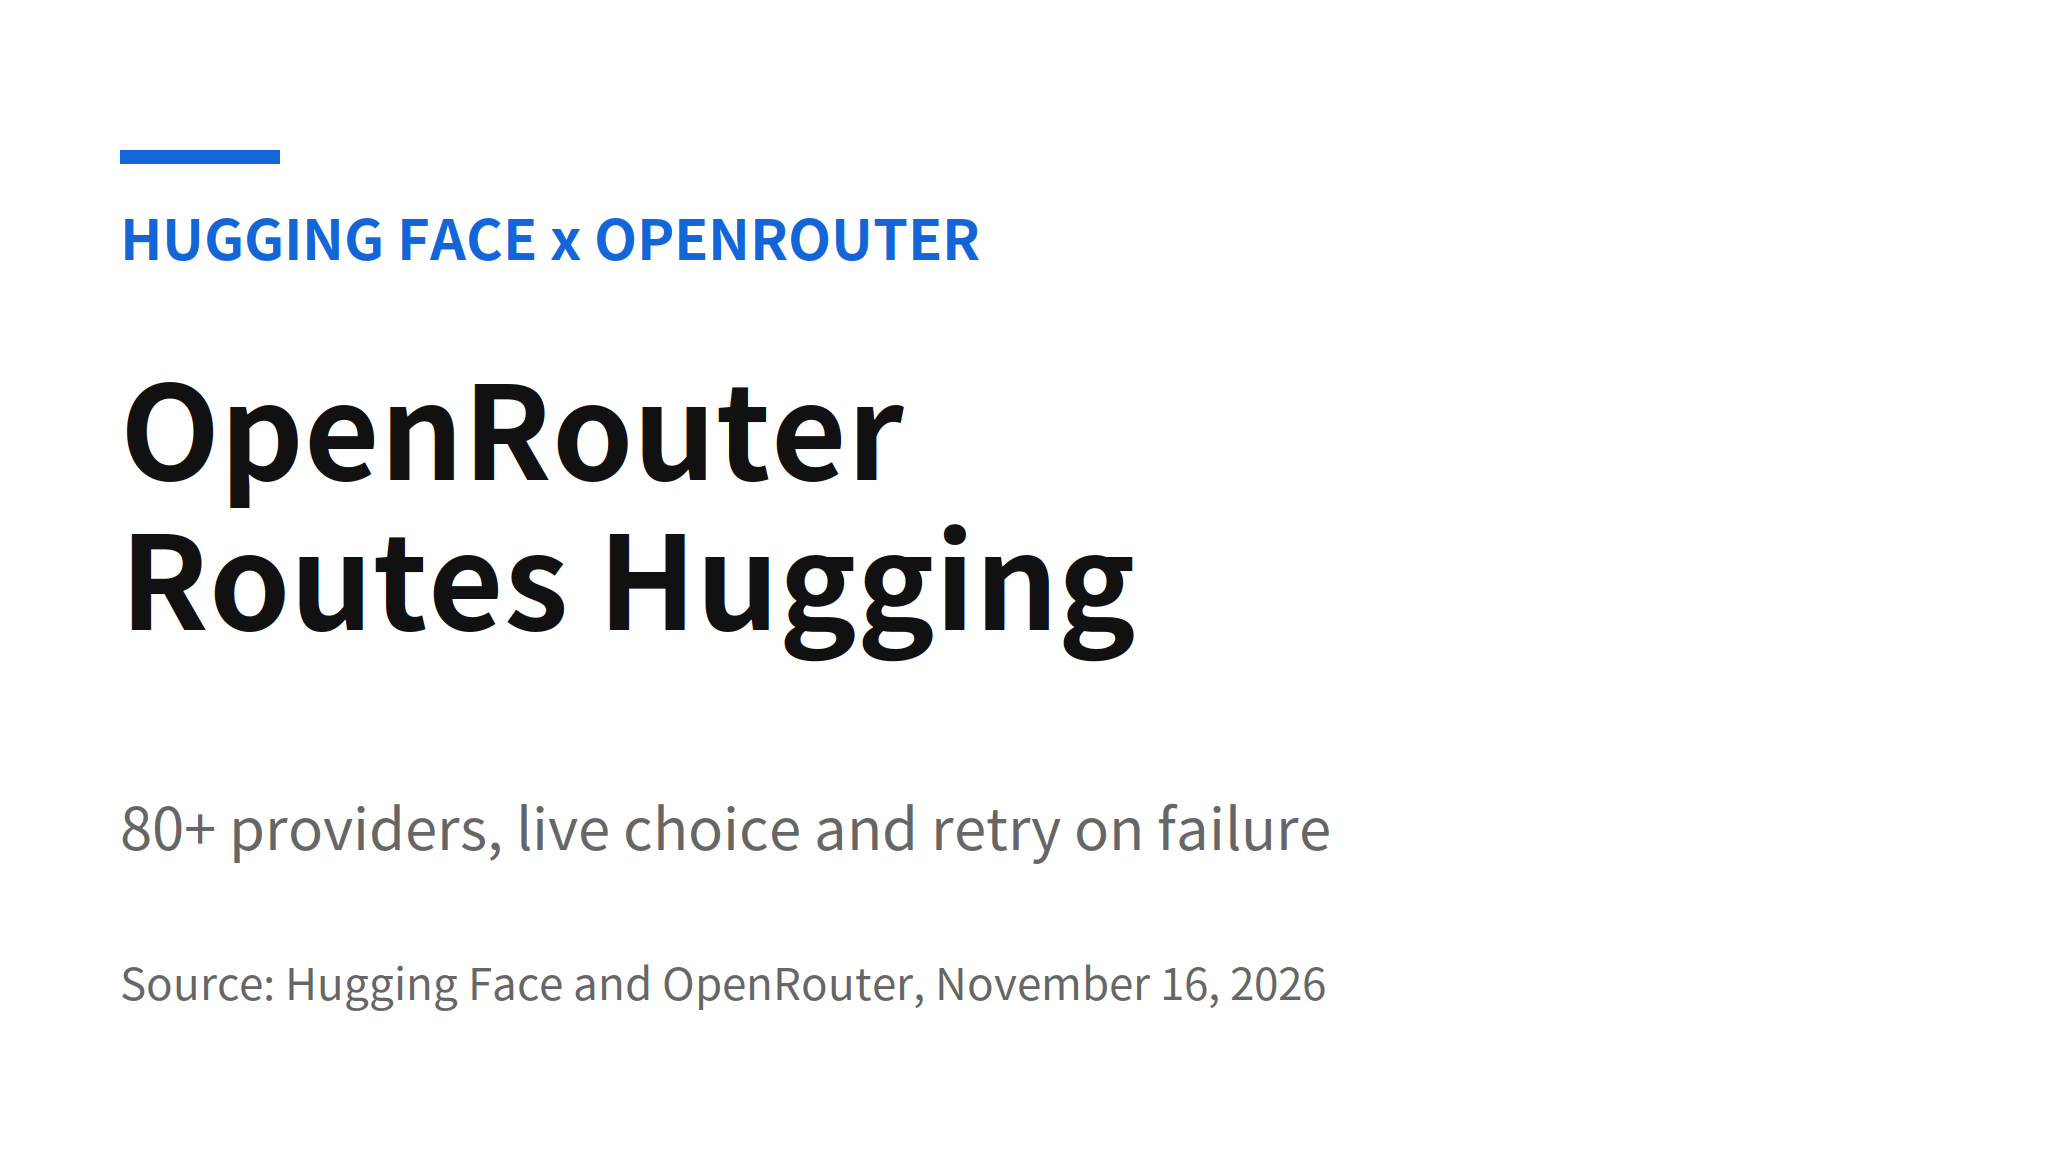 HUGGING FACE x OPENROUTER
OpenRouter
Routes Hugging
80+ providers, live choice and retry on failure
Source: Hugging Face and OpenRouter, November 16, 2026